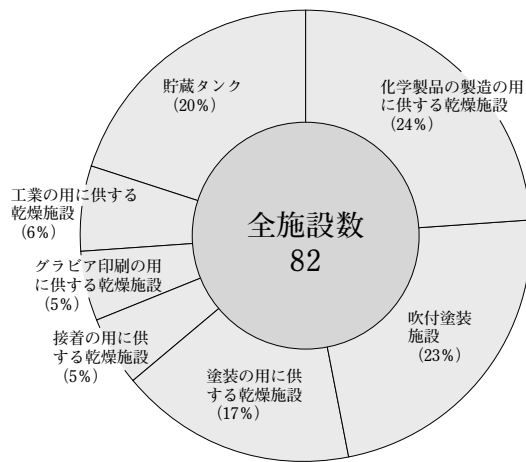 化学製品の製造の用
に供する乾燥施設
（24%）
吹付塗装
施設
（23%）
塗装の用に供
する乾燥施設
（17%）
接着の用に供
する乾燥施設
（5%）
グラビア印刷の用
に供する乾燥施設
（5%）
工業の用に供する
乾燥施設
（6%）
貯蔵タンク
（20%）
全施設数
82